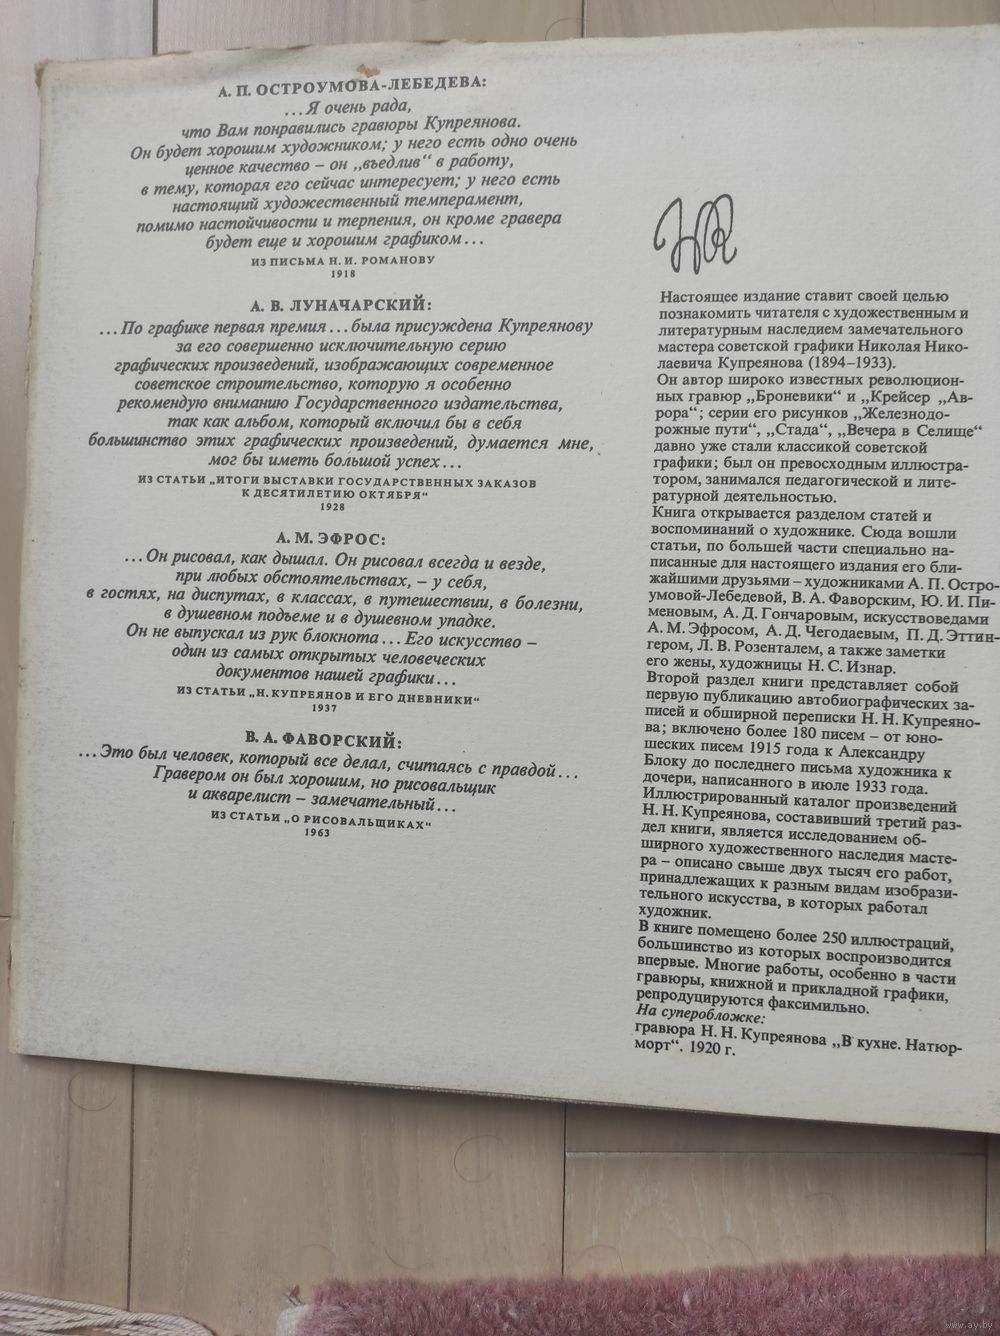 А. П. ОСТРОУМОВА-ЛЕБЕДЕВА:
...Я очень рада,
что Вам понравились гравюры Купреянова.
Он будет хорошим художником; у него есть одно очень
ценное качество – он „въедлив“ в работу,
в тему, которая его сейчас интересует; у него есть
настоящий художественный темперамент,
помимо настойчивости и терпения, он кроме гравера
будет еще и хорошим графиком...
ИЗ ПИСЬМА Н. И. РОМАНОВУ
1918
А. В. ЛУНАЧАРСКИЙ:
...По графике первая премия...была присуждена Купреянову
за его совершенно исключительную серию
графических произведений, изображающих современное
советское строительство, которую я особенно
рекомендую вниманию Государственного издательства,
так как альбом, который включил бы в себя
большинство этих графических произведений, думается мне,
мог бы иметь большой успех...
ИЗ СТАТЬИ „ИТОГИ ВЫСТАВКИ ГОСУДАРСТВЕННЫХ ЗАКАЗОВ
К ДЕСЯТИЛЕТИЮ ОКТЯБРЯ“
1928
А. М. ЭФРОС:
...Он рисовал, как дышал. Он рисовал всегда и везде,
при любых обстоятельствах, – у себя,
в гостях, на диспутах, в классах, в путешествии, в болезни,
в душевном подъеме и в душевном упадке.
Он не выпускал из рук блокнота...Его искусство –
один из самых открытых человеческих
документов нашей графики...
ИЗ СТАТЬИ „Н. КУПРЕЯНОВ И ЕГО ДНЕВНИКИ“
1937
В. А. ФАВОРСКИЙ:
...Это был человек, который все делал, считаясь с правдой...
Гравером он был хорошим, но рисовальщик
и акварелист – замечательный...
ИЗ СТАТЬИ „О РИСОВАЛЬЩИКАХ“
1963
Настоящее издание ставит своей целью
познакомить читателя с художественным и
литературным наследием замечательного
мастера советской графики Николая Нико-
лаевича Купреянова (1894–1933).
Он автор широко известных революцион-
ных гравюр „Броневики“ и „Крейсер „Ав-
рора“; серии его рисунков „Железнодо-
рожные пути“, „Стада“, „Вечера в Селище“
давно уже стали классикой советской
графики; был он превосходным иллюстра-
тором, занимался педагогической и лите-
ратурной деятельностью.
Книга открывается разделом статей и
воспоминаний о художнике. Сюда вошли
статьи, по большей части специально на-
писанные для настоящего издания его бли-
жайшими друзьями – художниками А. П. Остро-
умовой-Лебедевой, В. А. Фаворским, Ю. И. Пи-
меновым, А. Д. Гончаровым, искусствоведами
А. М. Эфросом, А. Д. Чегодаевым, П. Д. Эттин-
гером, Л. В. Розенталем, а также заметки
его жены, художницы Н. С. Изнар.
Второй раздел книги представляет собой
первую публикацию автобиографических за-
писей и обширной переписки Н. Н. Купреяно-
ва; включено более 180 писем – от юно-
шеских писем 1915 года к Александру
Блоку до последнего письма художника к
дочери, написанного в июле 1933 года.
Иллюстрированный каталог произведений
Н. Н. Купреянова, составивший третий раз-
дел книги, является исследованием об-
ширного художественного наследия масте-
ра – описано свыше двух тысяч его работ,
принадлежащих к разным видам изобрази-
тельного искусства, в которых работал
художник.
В книге помещено более 250 иллюстраций,
большинство из которых воспроизводится
впервые. Многие работы, особенно в части
гравюры, книжной и прикладной графики,
репродуцируются факсимильно.
На суперобложке:
гравюра Н. Н. Купреянова „В кухне. Натюр-
морт“. 1920 г.
www.ay.by